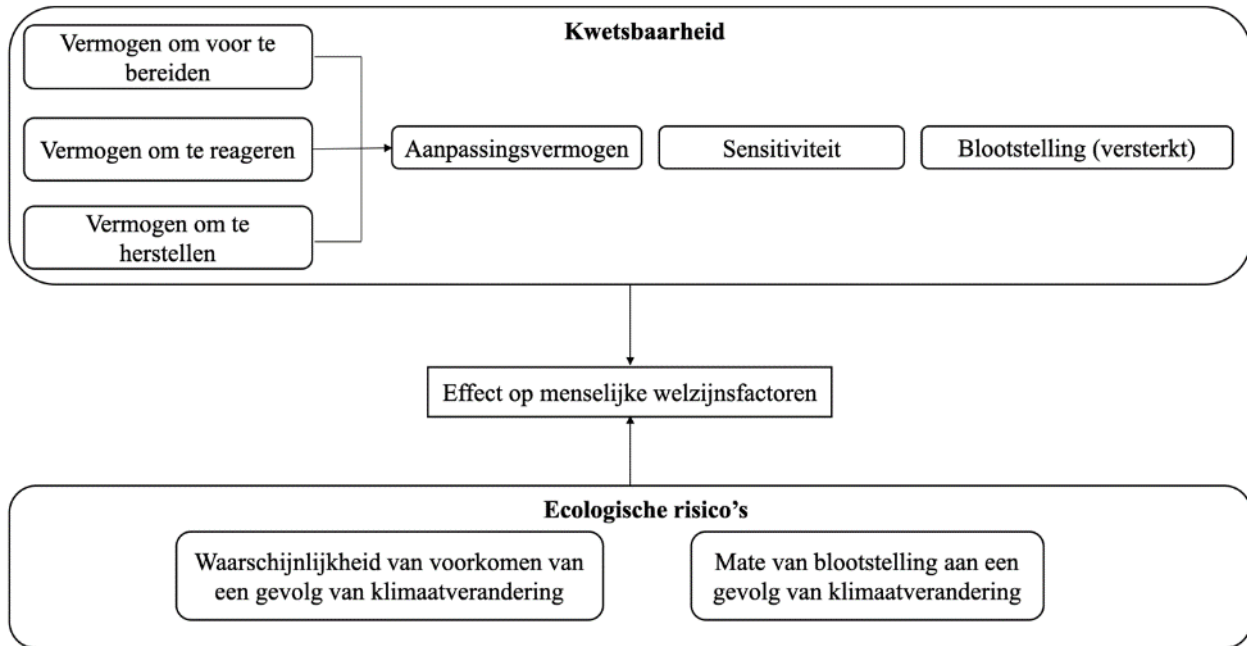 Kwetsbaarheid
Vermogen om voor te
bereiden
Vermogen om te reageren
Vermogen om te
herstellen
Aanpassingsvermogen
Sensitiviteit
Blootstelling (versterkt)
Effect op menselijke welzijnsfactoren
Ecologische risico’s
Waarschijnlijkheid van voorkomen van
een gevolg van klimaatverandering
Mate van blootstelling aan een
gevolg van klimaatverandering